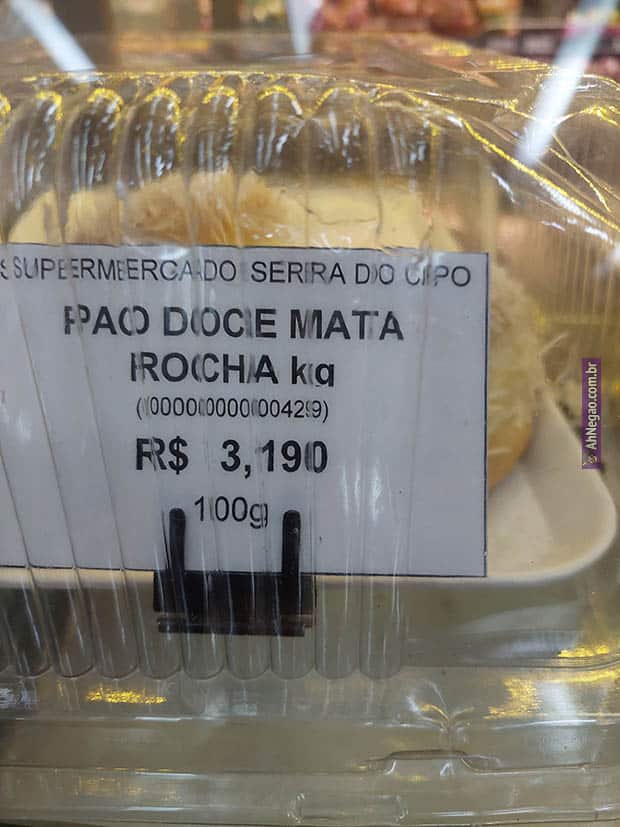 SUPERMERCADO SERRA DO CIPO
PAO DOCE MATA
ROCHA kg
(0000000000429)
R$ 3,190
100g
AhNegao.com.br